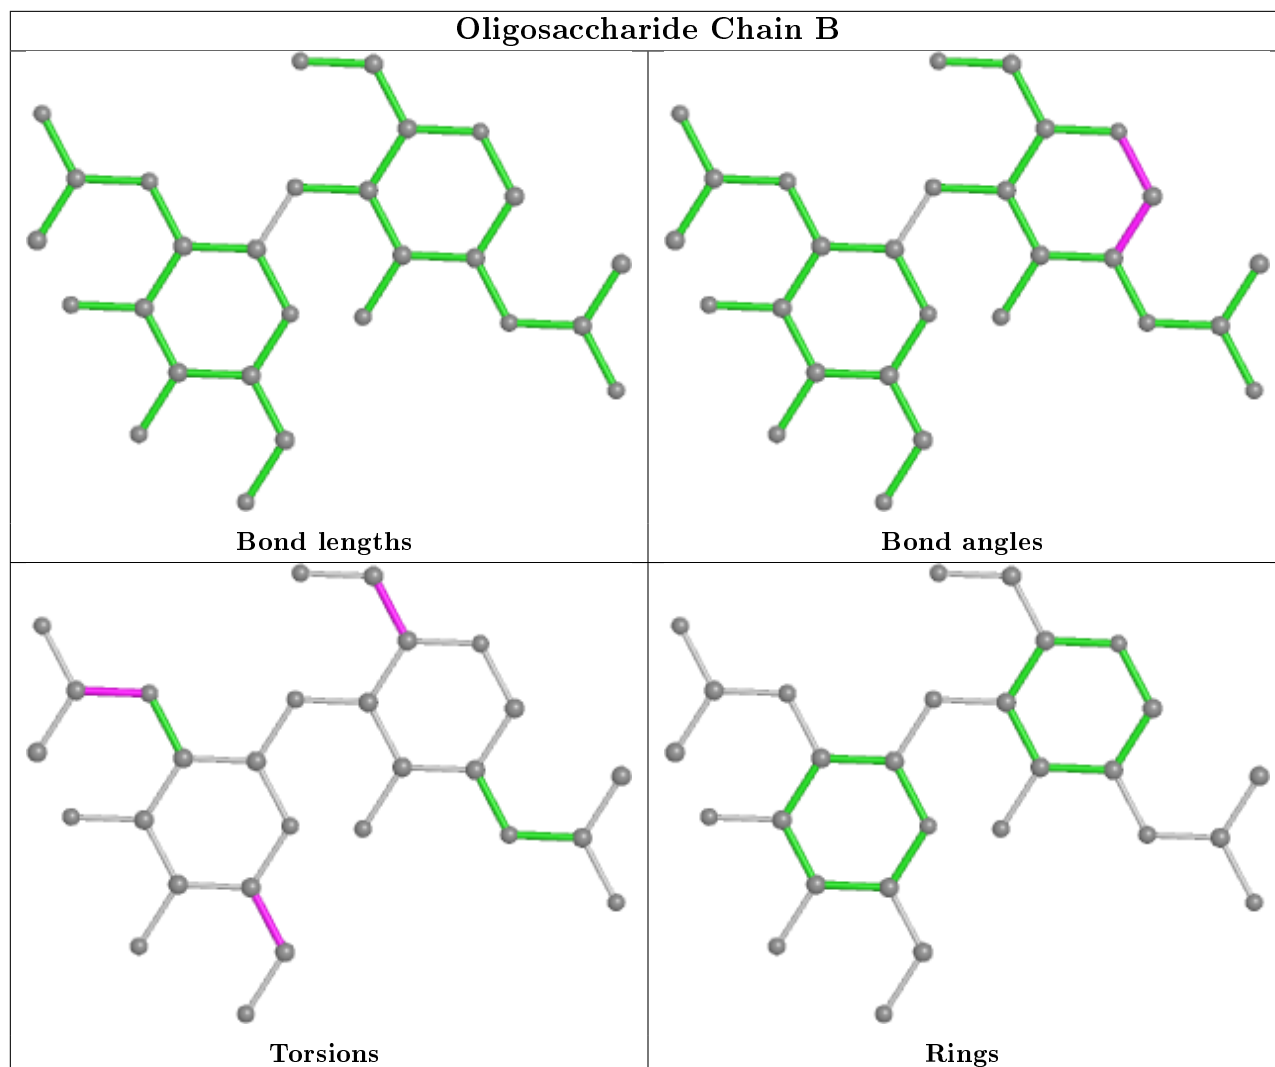 Oligosaccharide Chain B
Bond lengths
Bond angles
Torsions
Rings